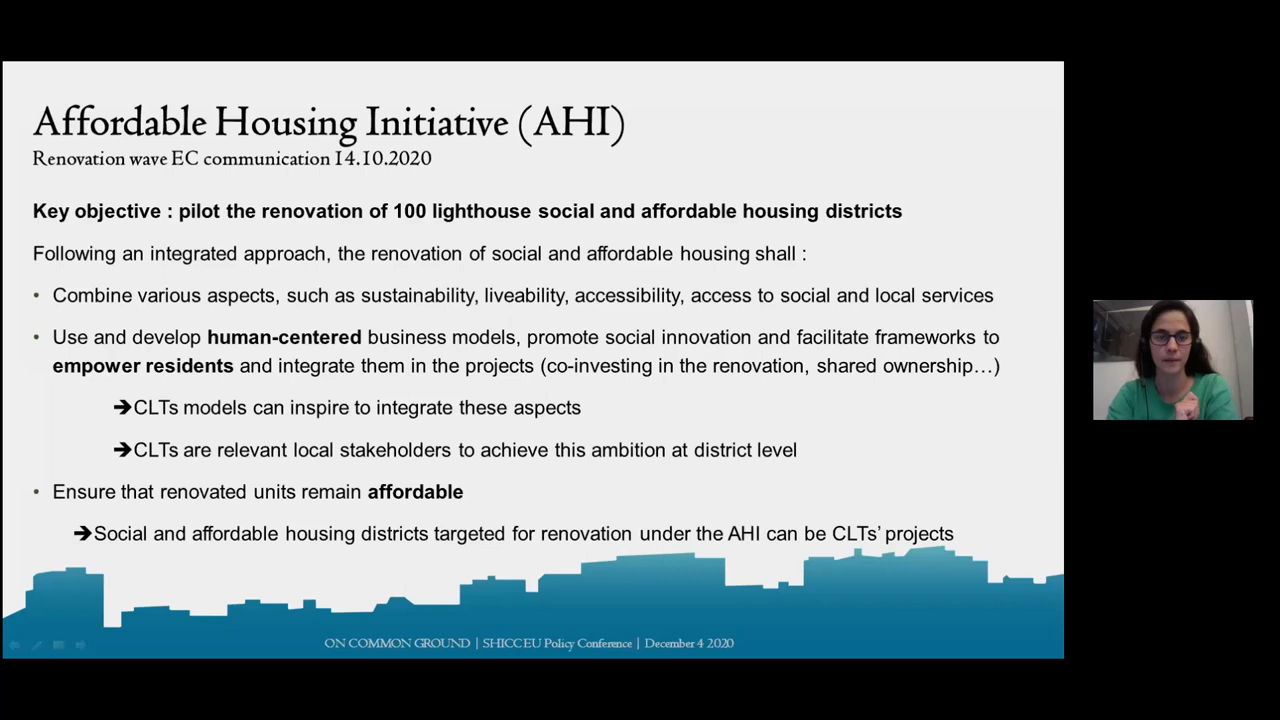 Affordable Housing Initiative (AHI)
Renovation wave EC communication 14.10.2020
Key objective : pilot the renovation of 100 lighthouse social and affordable housing districts
Following an integrated approach, the renovation of social and affordable housing shall :
• Combine various aspects, such as sustainability, liveability, accessibility, access to social and local services
• Use and develop human-centered business models, promote social innovation and facilitate frameworks to
empower residents and integrate them in the projects (co-investing in the renovation, shared ownership…)
➔CLTs models can inspire to integrate these aspects
➔CLTs are relevant local stakeholders to achieve this ambition at district level
• Ensure that renovated units remain affordable
➔Social and affordable housing districts targeted for renovation under the AHI can be CLTs’ projects
ON COMMON GROUND | SHICC EU Policy Conference | December 4 2020